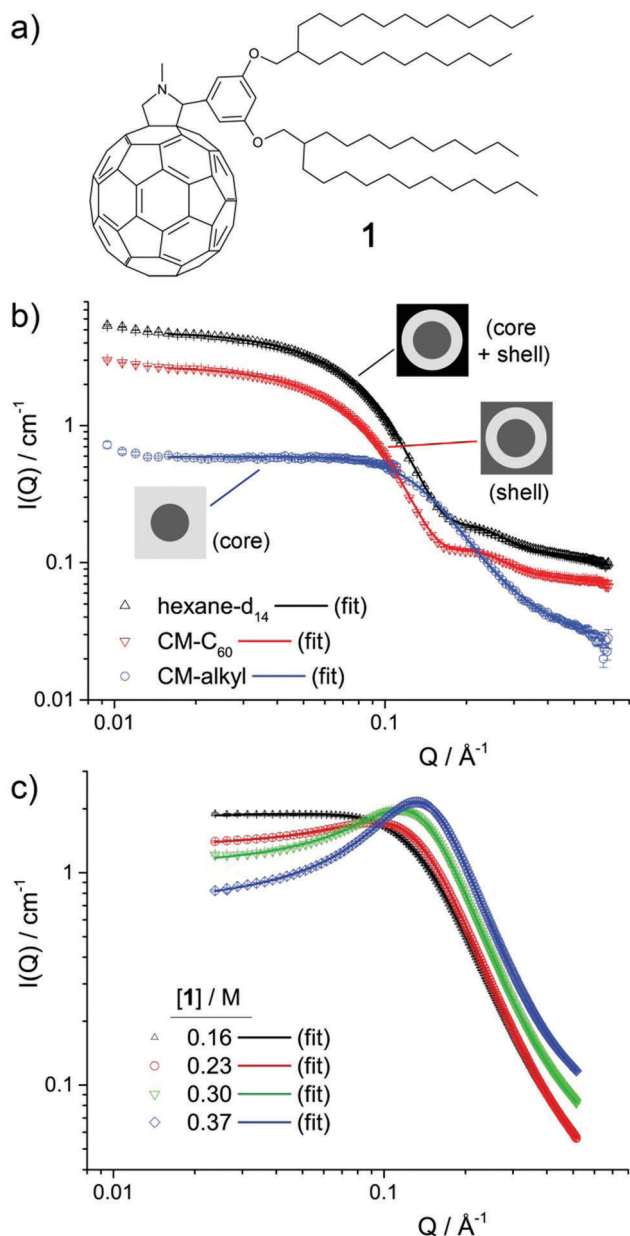 a)
N
O
O
1
b)
10
1
0.1
0.01
I(Q) / cm⁻¹
(core
+ shell)
(shell)
(core)
hexane-d₁₄ (fit)
CM-C₆₀ (fit)
CM-alkyl (fit)
0.01 0.1 1
Q / Å⁻¹
c)
1
0.1
I(Q) / cm⁻¹
[1] / M
0.16 (fit)
0.23 (fit)
0.30 (fit)
0.37 (fit)
0.01 0.1
Q / Å⁻¹